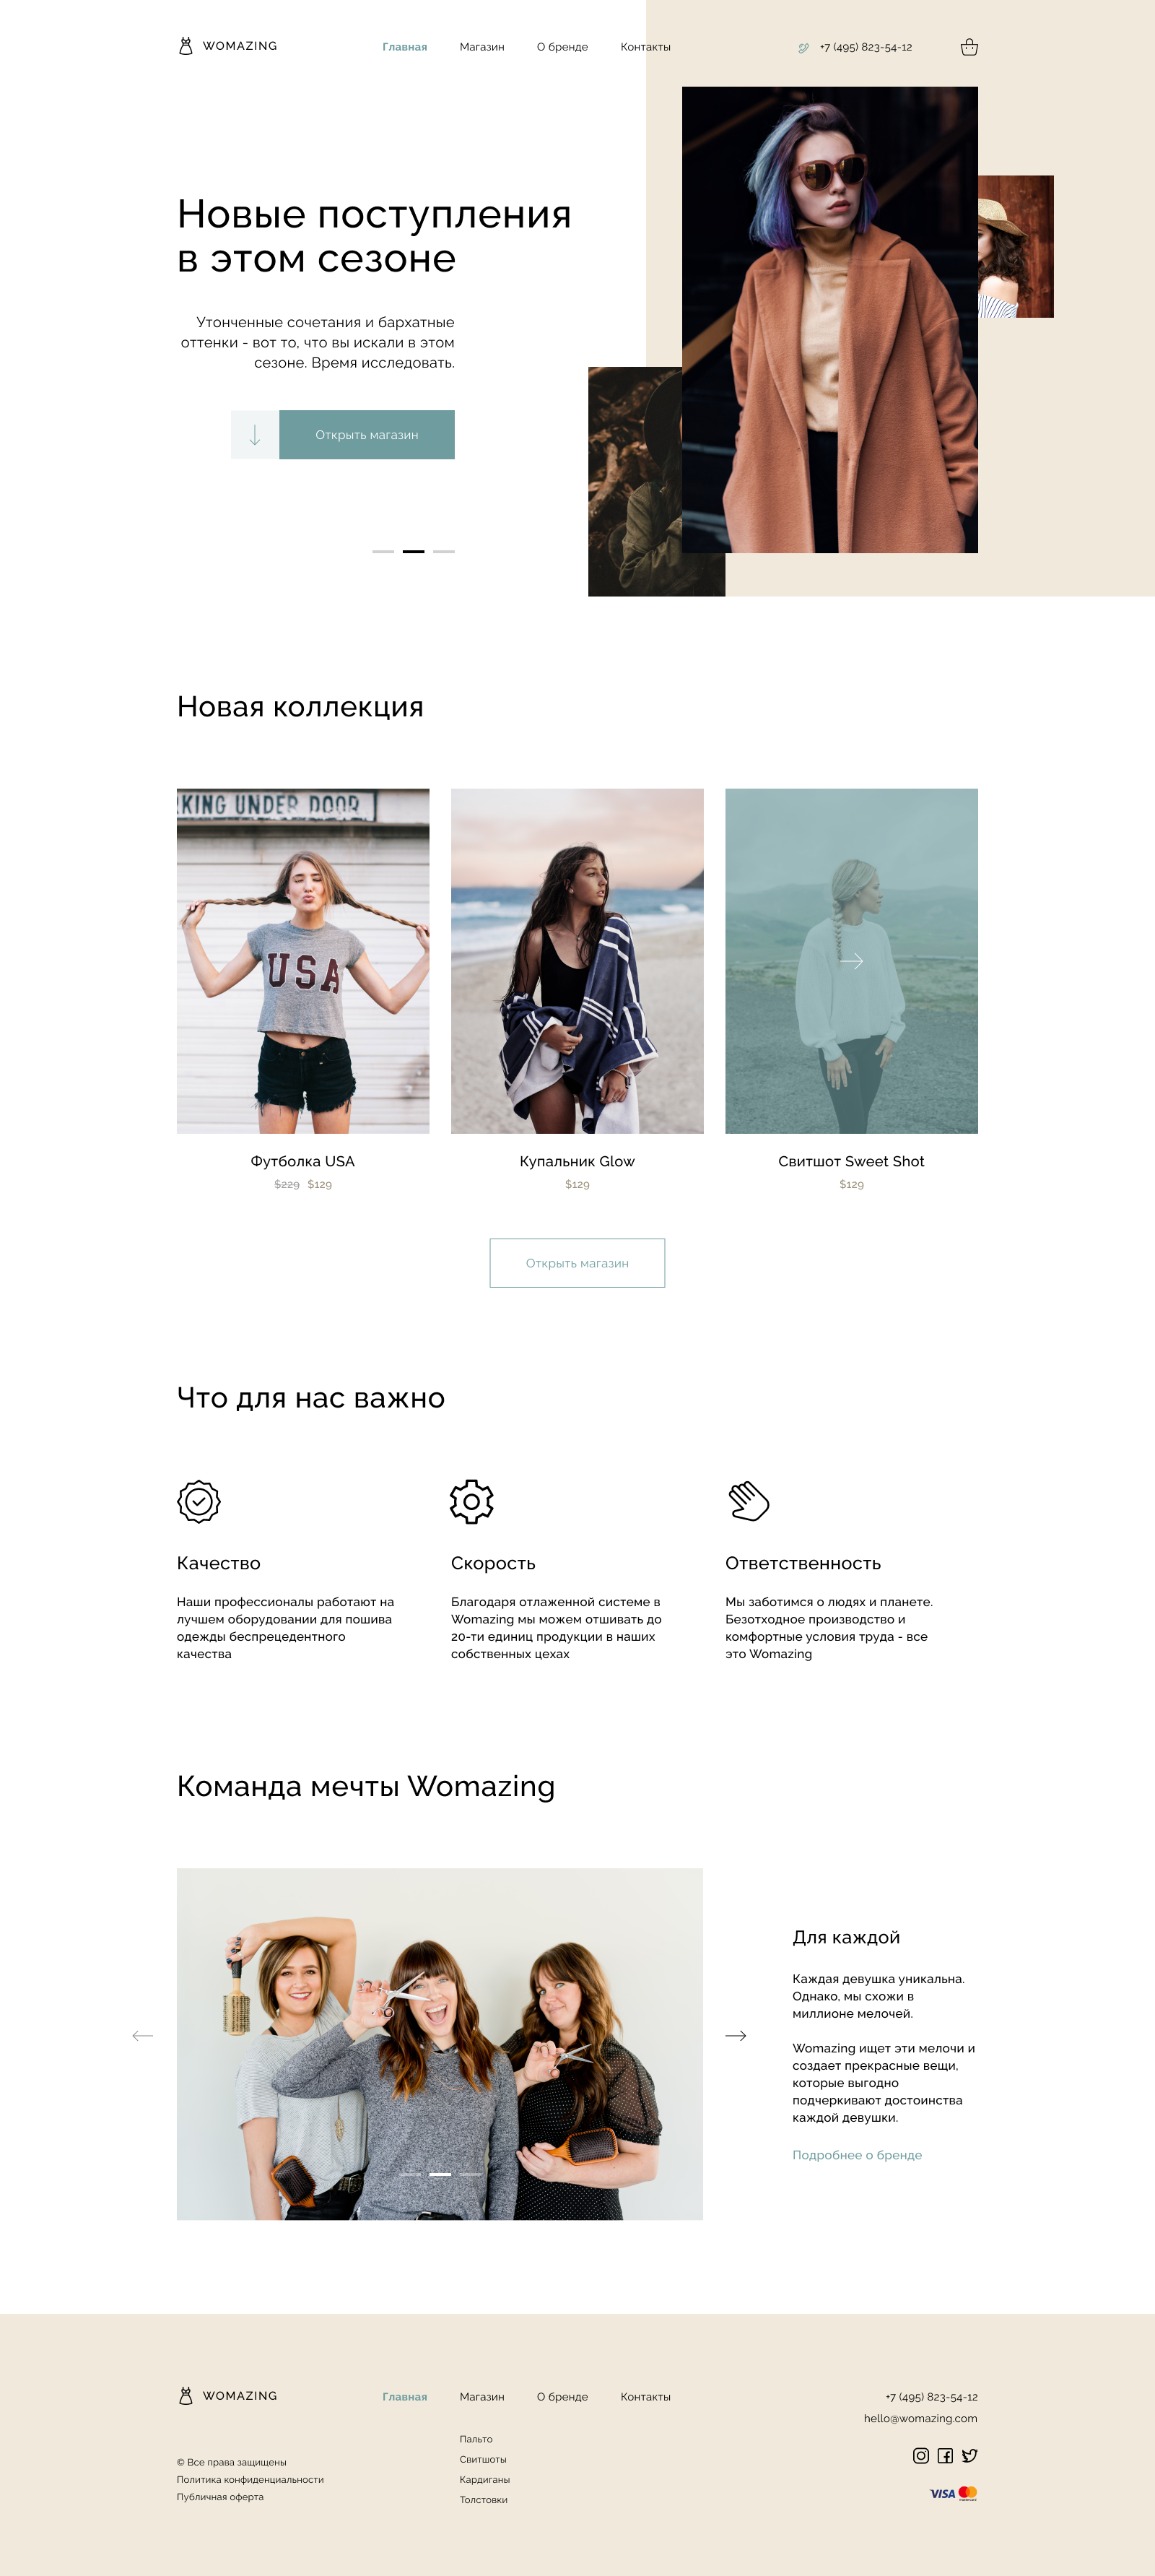 WOMAZING
Главная
Магазин
О бренде
Контакты
+7 (495) 823-54-12
Новые поступления
в этом сезоне
Утонченные сочетания и бархатные
оттенки - вот то, что вы искали в этом
сезоне. Время исследовать.
Открыть магазин
Новая коллекция
KING UNDER DOOR
USA
Футболка USA
$229 $129
Купальник Glow
$129
Свитшот Sweet Shot
$129
Открыть магазин
Что для нас важно
Качество
Наши профессионалы работают на
лучшем оборудовании для пошива
одежды беспрецедентного
качества
Скорость
Благодаря отлаженной системе в
Womazing мы можем отшивать до
20-ти единиц продукции в наших
собственных цехах
Ответственность
Мы заботимся о людях и планете.
Безотходное производство и
комфортные условия труда - все
это Womazing
Команда мечты Womazing
Для каждой
Каждая девушка уникальна.
Однако, мы схожи в
миллионе мелочей.
Womazing ищет эти мелочи и
создает прекрасные вещи,
которые выгодно
подчеркивают достоинства
каждой девушки.
Подробнее о бренде
WOMAZING
© Все права защищены
Политика конфиденциальности
Публичная оферта
Главная
Магазин
Пальто
Свитшоты
Кардиганы
Толстовки
О бренде
Контакты
+7 (495) 823-54-12
hello@womazing.com
VISA